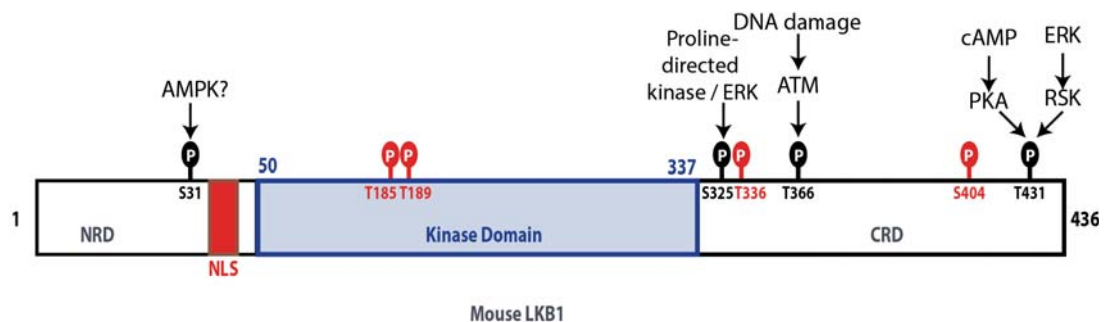 DNA damage
Proline-
directed
kinase / ERK
cAMP
ERK
AMPK?
ATM
PKA
RSK
P
P
P
P
P
P
P
P
50
337
S31
T185
T189
S325
T336
T366
S404
T431
1
NRD
Kinase Domain
CRD
436
NLS
Mouse LKB1